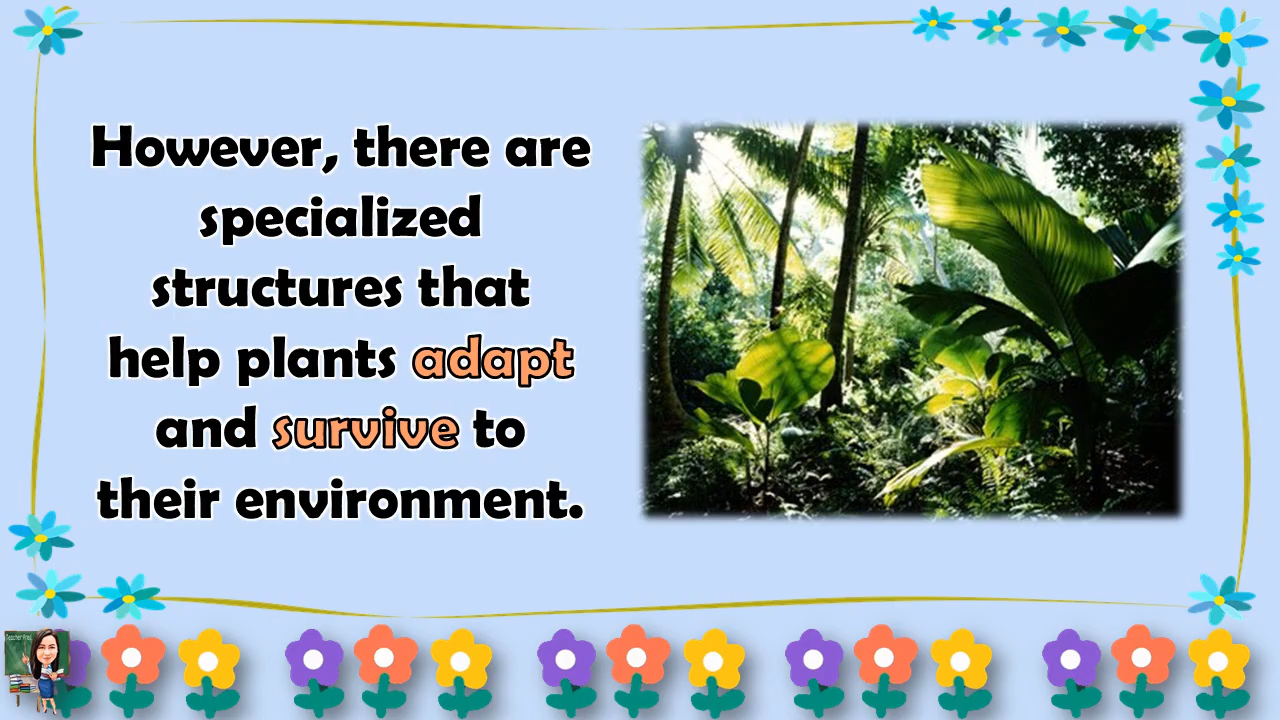 However, there are
specialized
structures that
help plants adapt
and survive to
their environment.